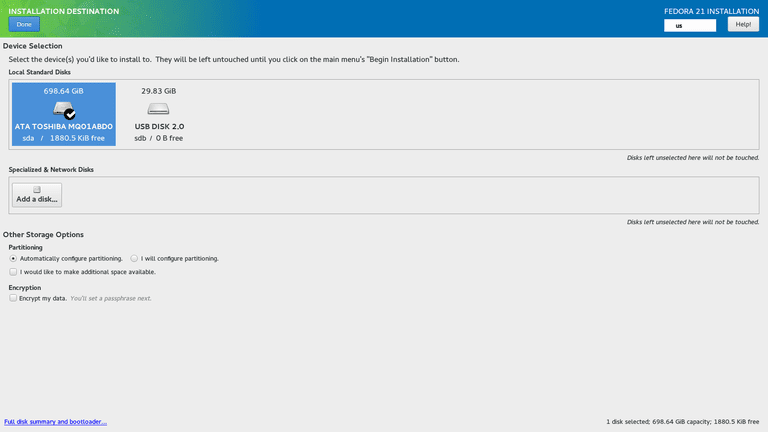 INSTALLATION DESTINATION
FEDORA 21 INSTALLATION
Done
us
Help!
Device Selection
Select the device(s) you'd like to install to. They will be left untouched until you click on the main menu's "Begin Installation" button.
Local Standard Disks
698.64 GiB
ATA TOSHIBA MQ01ABD0
sda / 1880.5 KiB free
29.83 GiB
USB DISK 2.0
sdb / 0 B free
Disks left unselected here will not be touched.
Specialized & Network Disks
Add a disk...
Disks left unselected here will not be touched.
Other Storage Options
Partitioning
Automatically configure partitioning. I will configure partitioning.
I would like to make additional space available.
Encryption
Encrypt my data. You'll set a passphrase next.
Full disk summary and bootloader...
1 disk selected; 698.64 GiB capacity; 1880.5 KiB free